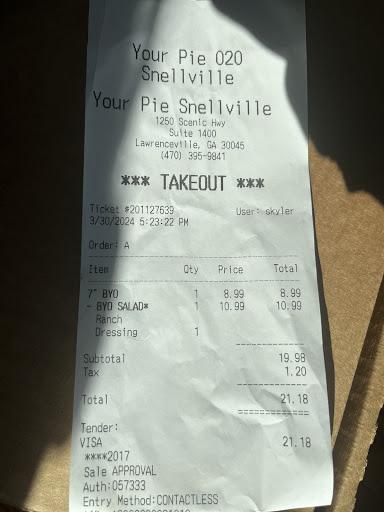 Your Pie 020
Snellville
Your Pie Snellville
1250 Scenic Hwy
Suite 1400
Lawrenceville, GA 30045
(470) 395-9841
*** TAKEOUT ***
Ticket #201127639 User: skyler
3/30/2024 5:23:22 PM
Order: A
Item Qty Price Total
7" BYO 1 8.99 8.99
- BYO SALAD* 1 10.99 10.99
Ranch
Dressing 1
Subtotal 19.98
Tax 1.20
Total 21.18
Tender:
VISA 21.18
****2017
Sale APPROVAL
Auth:057333
Entry Method:CONTACTLESS